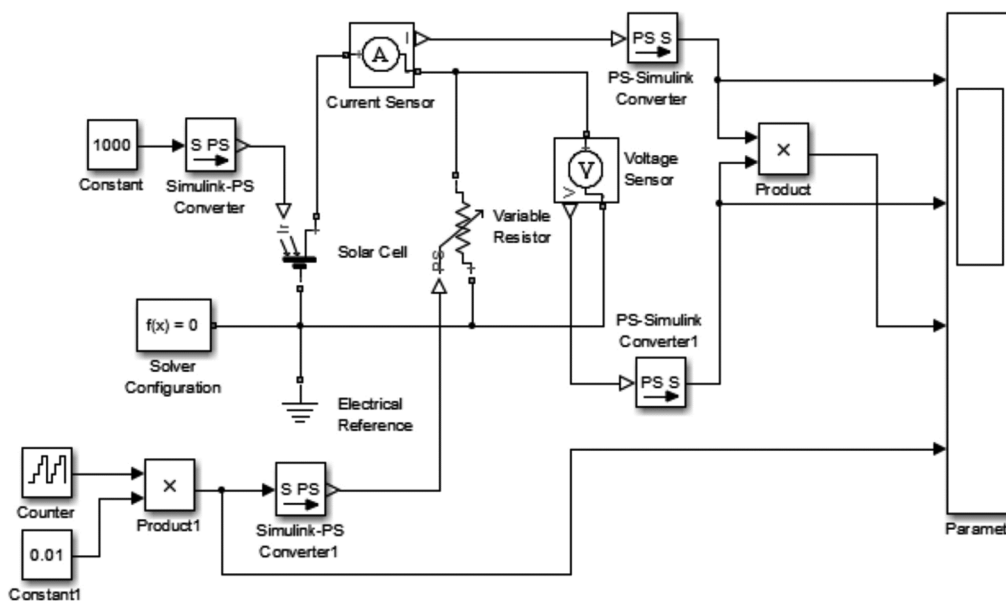 I
A
Current Sensor
PS S
PS-Simulink
Converter
1000
Constant
S PS
Simulink-PS
Converter
Ir
Solar Cell
PS
Variable
Resistor
V
V
Voltage
Sensor
×
Product
f(x) = 0
Solver
Configuration
Electrical
Reference
PS-Simulink
Converter1
PS S
Counter
×
Product1
S PS
Simulink-PS
Converter1
0.01
Constant1
Paramet